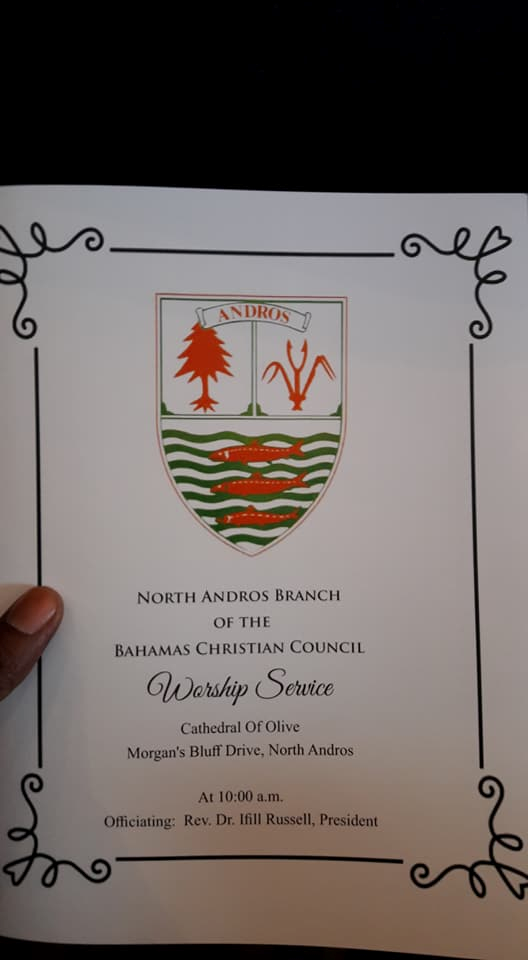 ANDROS
NORTH ANDROS BRANCH
OF THE
BAHAMAS CHRISTIAN COUNCIL
Worship Service
Cathedral Of Olive
Morgan's Bluff Drive, North Andros
At 10:00 a.m.
Officiating: Rev. Dr. Ifill Russell, President